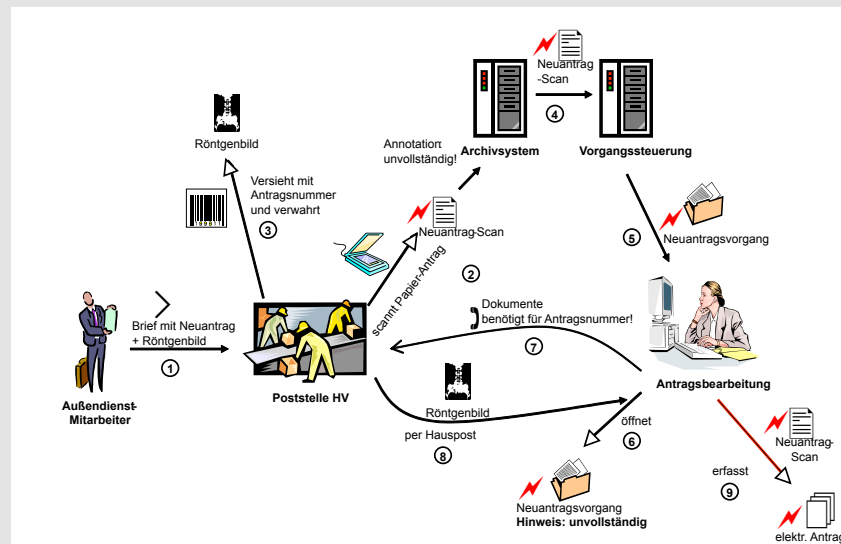 Neuantrag
-Scan
4
Röntgenbild
Annotation:
unvollständig!
Archivsystem
Vorgangssteuerung
Versieht mit
Antragsnummer
und verwahrt
3
Neuantrag-Scan
scannt Papier-Antrag
2
5
Neuantragsvorgang
Brief mit Neuantrag
+ Röntgenbild
1
Dokumente
benötigt für Antragsnummer!
7
Außendienst-
Mitarbeiter
Poststelle HV
Antragsbearbeitung
Röntgenbild
per Hauspost
8
öffnet
6
Neuantrag-
Scan
erfasst
9
Neuantragsvorgang
Hinweis: unvollständig
elektr. Antrag